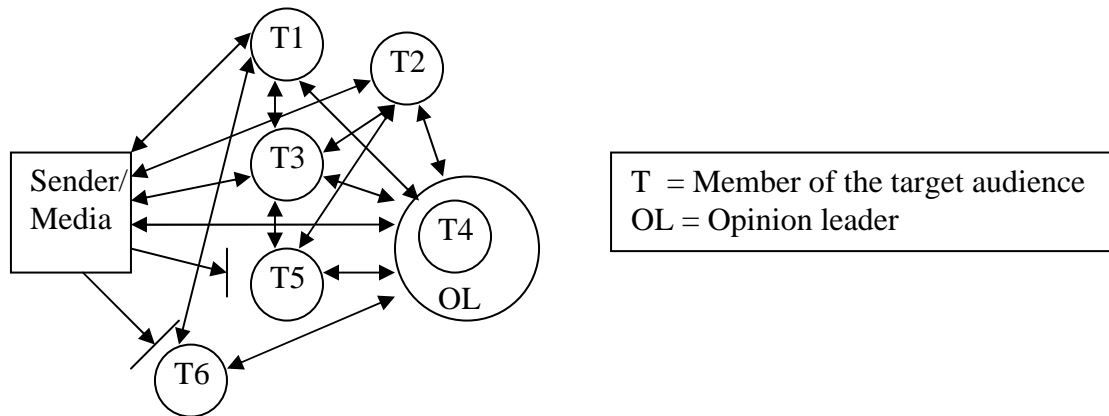 T1
T2
T3
Sender/
Media
T4
T5
OL
T6
T = Member of the target audience
OL = Opinion leader